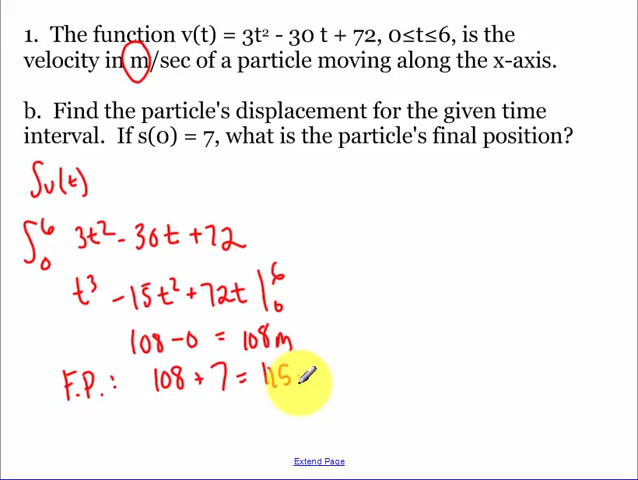 1. The function v(t) = 3t² - 30 t + 72, 0≤t≤6, is the
velocity in m/sec of a particle moving along the x-axis.
b. Find the particle's displacement for the given time
interval. If s(0) = 7, what is the particle's final position?
∫v(t)
∫₀⁶ 3t² - 30t + 72
t³ - 15t² + 72t |₀⁶
108 - 0 = 108m
F.P.: 108 + 7 = 115
Extend Page